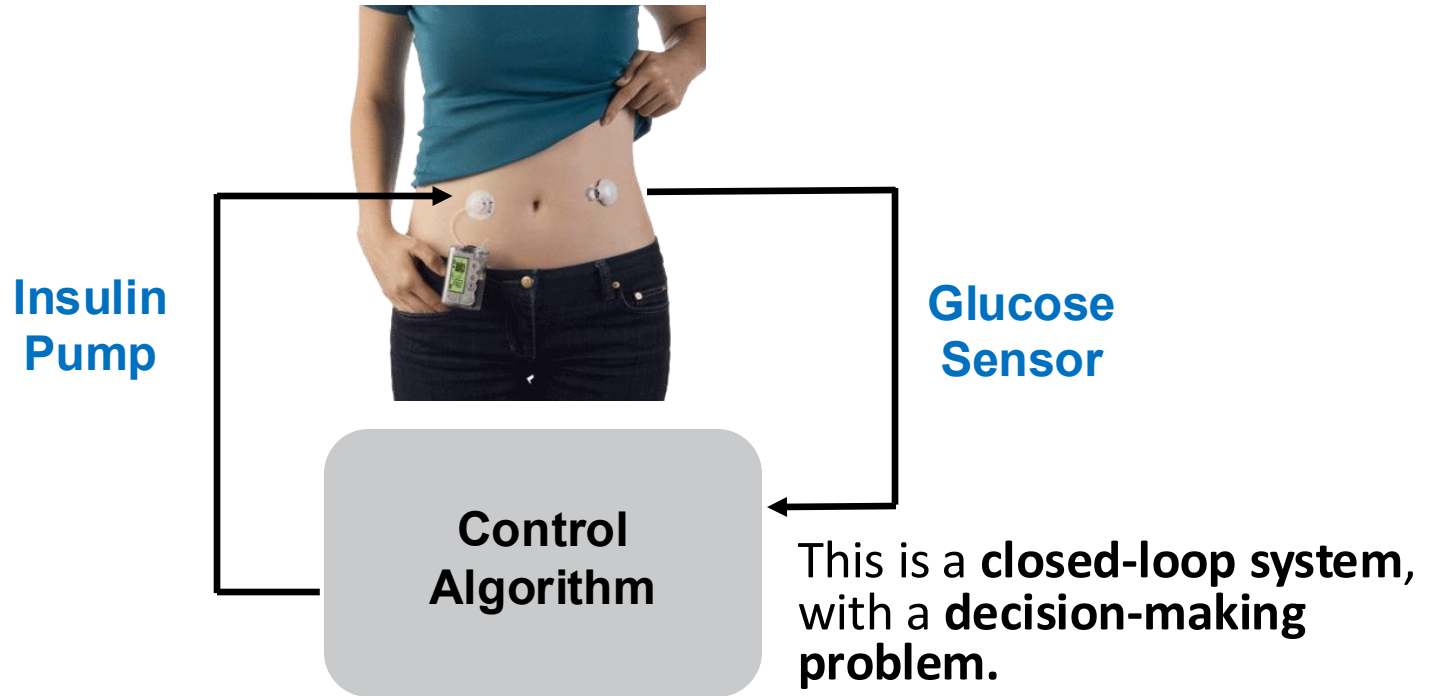 Insulin
Pump
Glucose
Sensor
Control
Algorithm
This is a closed-loop system,
with a decision-making
problem.